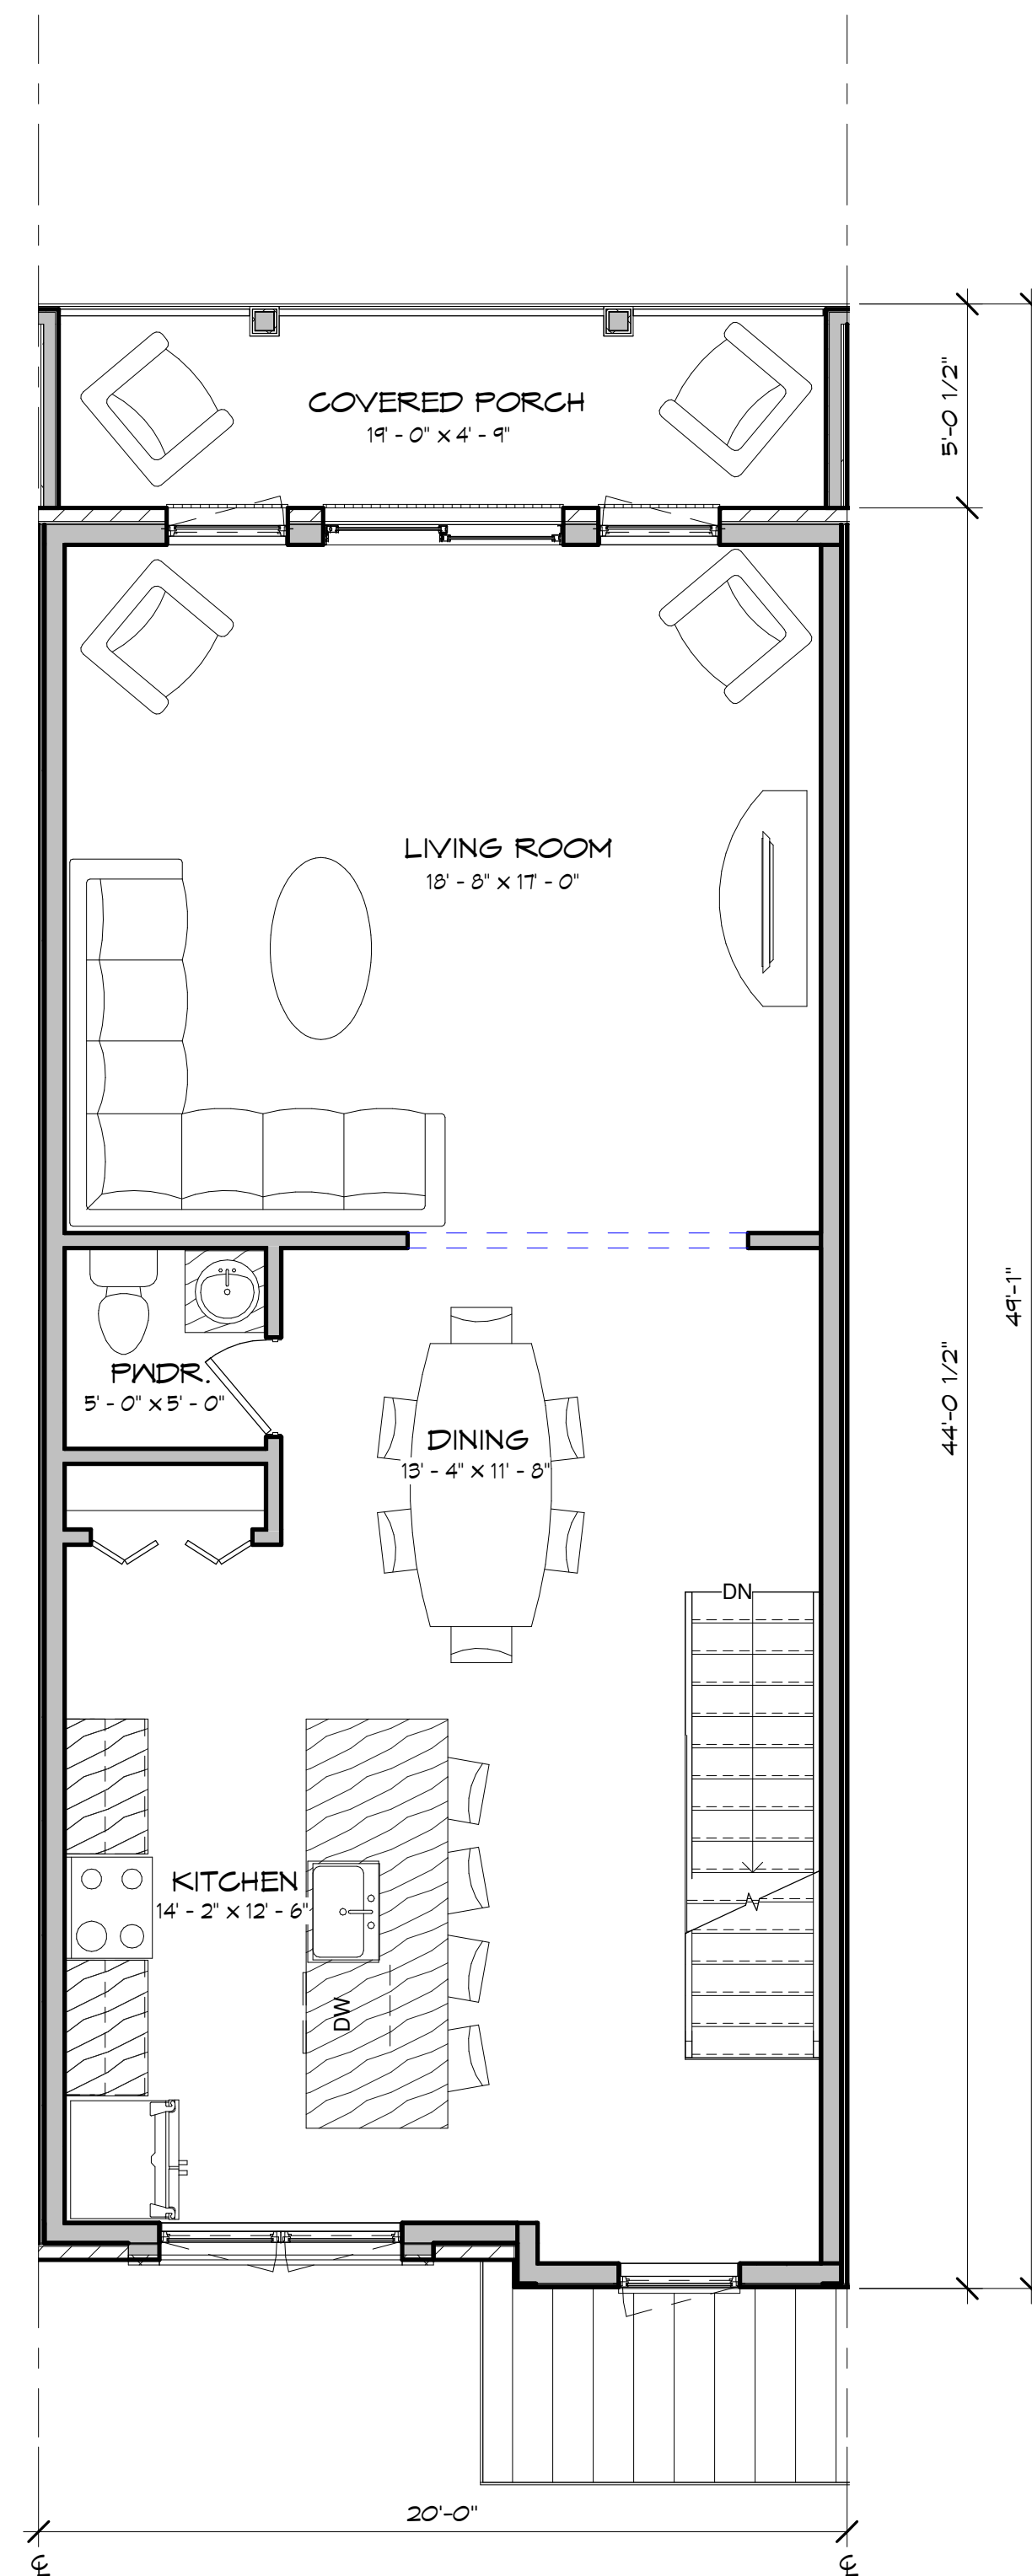 COVERED PORCH
19' - 0" x 4' - 9"
5'-0 1/2"
LIVING ROOM
18' - 8" x 17' - 0"
49'-1"
44'-0 1/2"
PWDR.
5' - 0" x 5' - 0"
DINING
13' - 4" x 11' - 8"
DN
KITCHEN
14' - 2" x 12' - 6"
DW
20'-0"
℄
℄